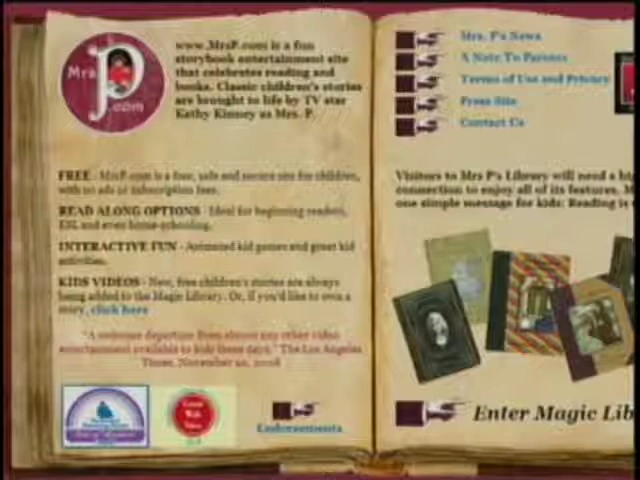 Mrs P .com
www.MrsP.com is a fun
storybook entertainment site
that celebrates reading and
books. Classic children's stories
are brought to life by TV star
Kathy Kinney as Mrs. P.
FREE - MrsP.com is a free, safe and secure site for children,
with no ads or subscription fees.
READ ALONG OPTIONS - Ideal for beginning readers,
ESL and even home-schooling.
INTERACTIVE FUN - Animated kid games and great kid
activities.
KIDS VIDEOS - New, free children's stories are always
being added to the Magic Library. Or, if you'd like to own a
story, click here
"A welcome departure from almost any other video
entertainment available to kids these days." The Los Angeles
Times, November 20, 2008
Endorsements
Mrs. P's News
A Note To Parents
Terms of Use and Privacy
Press Site
Contact Us
Visitors to Mrs P's Library will need a hig
connection to enjoy all of its features. M
one simple message for kids: Reading is
Enter Magic Lib